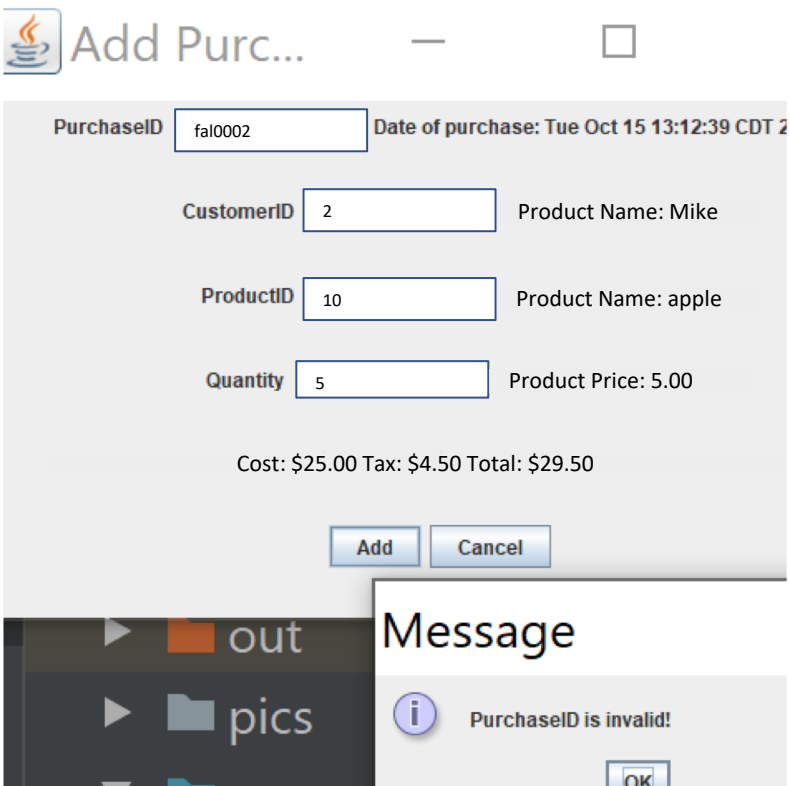 Add Purc...
PurchaseID fal0002 Date of purchase: Tue Oct 15 13:12:39 CDT 2
CustomerID 2 Product Name: Mike
ProductID 10 Product Name: apple
Quantity 5 Product Price: 5.00
Cost: $25.00 Tax: $4.50 Total: $29.50
Add Cancel
out
Message
pics
PurchaseID is invalid!
OK